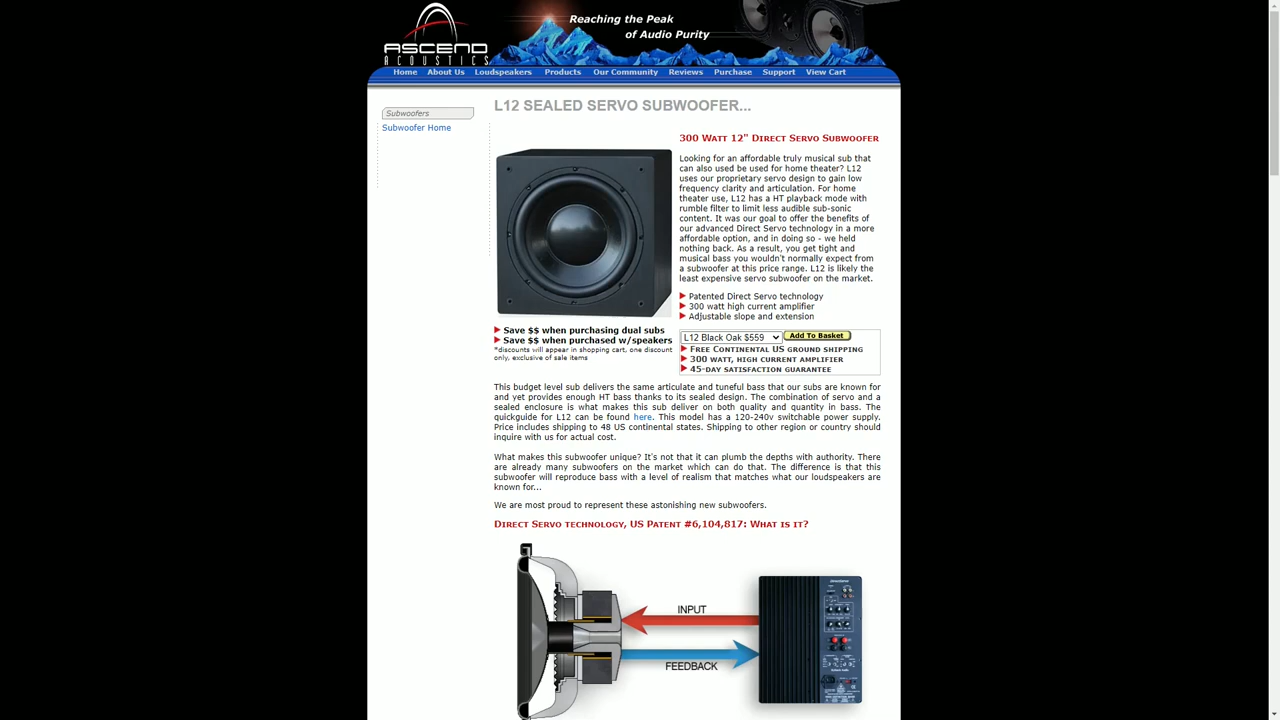 Reaching the Peak
of Audio Purity
ASCEND
ACOUSTICS
Home About Us Loudspeakers Products Our Community Reviews Purchase Support View Cart
Subwoofers
Subwoofer Home
L12 SEALED SERVO SUBWOOFER...
300 Watt 12" Direct Servo Subwoofer
Looking for an affordable truly musical sub that
can also used be used for home theater? L12
uses our proprietary servo design to gain low
frequency clarity and articulation. For home
theater use, L12 has a HT playback mode with
rumble filter to limit less audible sub-sonic
content. It was our goal to offer the benefits of
our advanced Direct Servo technology in a more
affordable option, and in doing so - we held
nothing back. As a result, you get tight and
musical bass you wouldn't normally expect from
a subwoofer at this price range. L12 is likely the
least expensive servo subwoofer on the market.
Patented Direct Servo technology
300 watt high current amplifier
Adjustable slope and extension
Save $$ when purchasing dual subs
Save $$ when purchased w/speakers
*discounts will appear in shopping cart, one discount
only, exclusive of sale items
L12 Black Oak $559 Add To Basket
Free Continental US ground shipping
300 watt, high current amplifier
45-day satisfaction guarantee
This budget level sub delivers the same articulate and tuneful bass that our subs are known for
and yet provides enough HT bass thanks to its sealed design. The combination of servo and a
sealed enclosure is what makes this sub deliver on both quality and quantity in bass. The
quickguide for L12 can be found here. This model has a 120-240v switchable power supply.
Price includes shipping to 48 US continental states. Shipping to other region or country should
inquire with us for actual cost.
What makes this subwoofer unique? It's not that it can plumb the depths with authority. There
are already many subwoofers on the market which can do that. The difference is that this
subwoofer will reproduce bass with a level of realism that matches what our loudspeakers are
known for...
We are most proud to represent these astonishing new subwoofers.
Direct Servo technology, US Patent #6,104,817: What is it?
INPUT
FEEDBACK